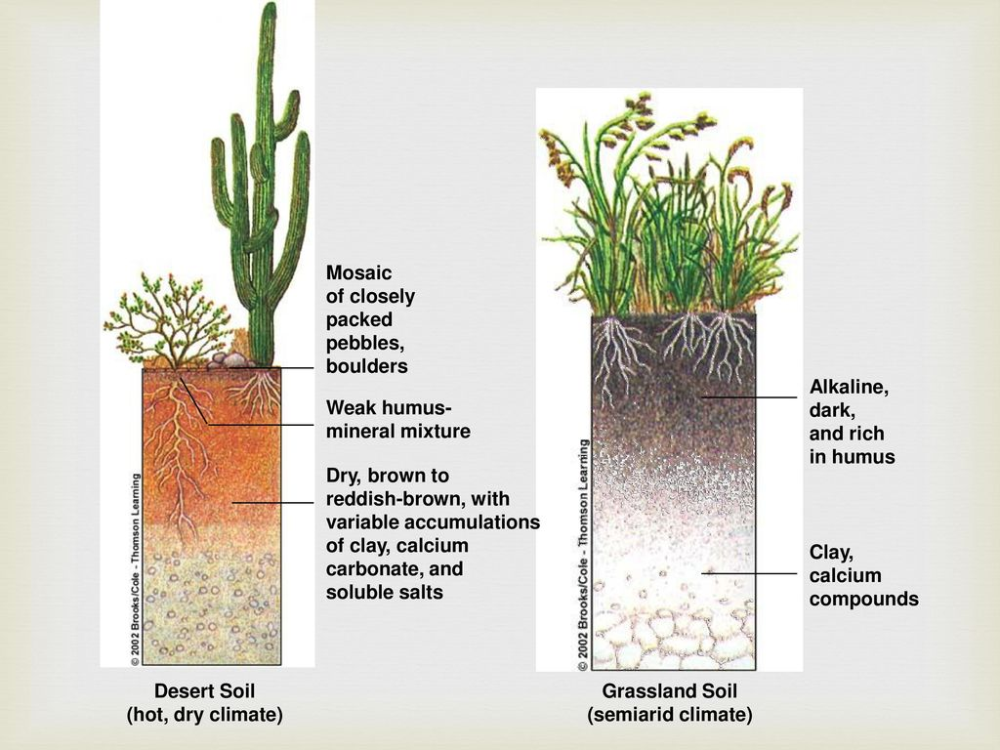 Mosaic
of closely
packed
pebbles,
boulders
Weak humus-
mineral mixture
Dry, brown to
reddish-brown, with
variable accumulations
of clay, calcium
carbonate, and
soluble salts
© 2002 Brooks/Cole - Thomson Learning
Desert Soil
(hot, dry climate)
Alkaline,
dark,
and rich
in humus
Clay,
calcium
compounds
© 2002 Brooks/Cole - Thomson Learning
Grassland Soil
(semiarid climate)